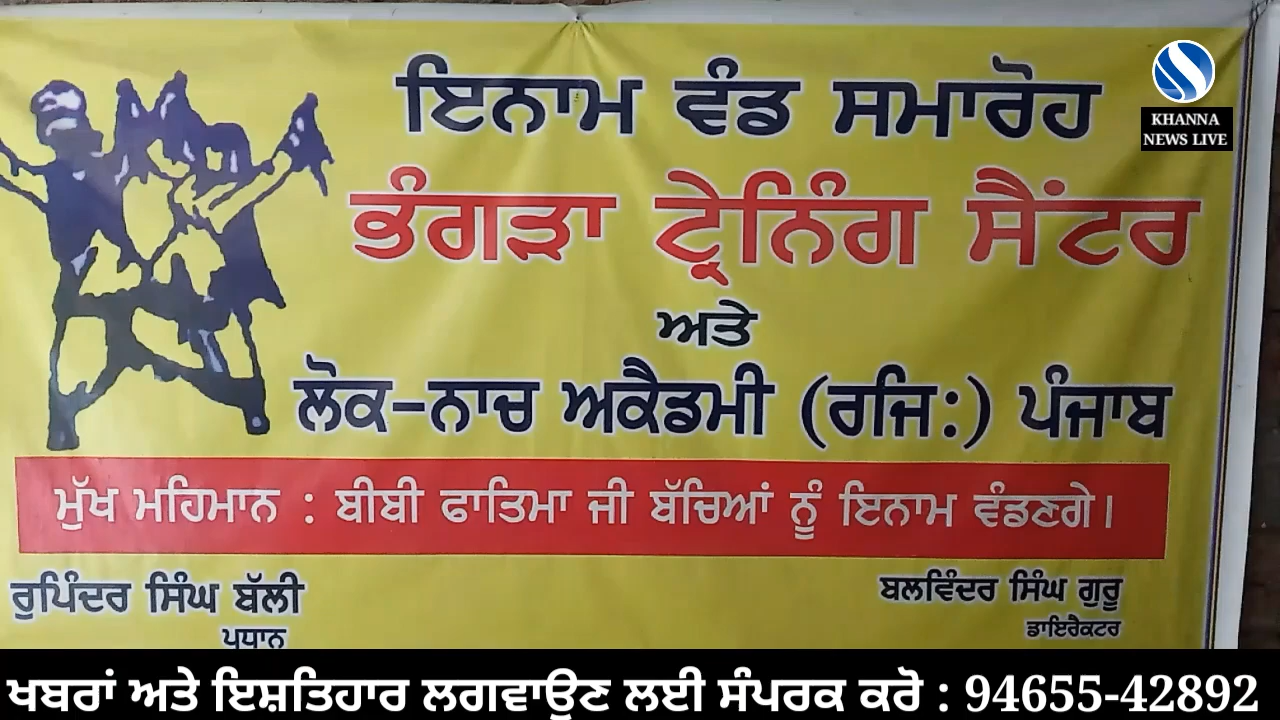 ਇਨਾਮ ਵੰਡ ਸਮਾਰੋਹ
KHANNA
NEWS LIVE
ਭੰਗੜਾ ਟ੍ਰੇਨਿੰਗ ਸੈਂਟਰ
ਅਤੇ
ਲੋਕ-ਨਾਚ ਅਕੈਡਮੀ (ਰਜਿ:) ਪੰਜਾਬ
ਮੁੱਖ ਮਹਿਮਾਨ : ਬੀਬੀ ਫਾਤਿਮਾ ਜੀ ਬੱਚਿਆਂ ਨੂੰ ਇਨਾਮ ਵੰਡਣਗੇ।
ਰੁਪਿੰਦਰ ਸਿੰਘ ਬੱਲੀ
ਪ੍ਰਧਾਨ
ਬਲਵਿੰਦਰ ਸਿੰਘ ਗੁਰੂ
ਡਾਇਰੈਕਟਰ
ਖਬਰਾਂ ਅਤੇ ਇਸ਼ਤਿਹਾਰ ਲਗਵਾਉਣ ਲਈ ਸੰਪਰਕ ਕਰੋ : 94655-42892